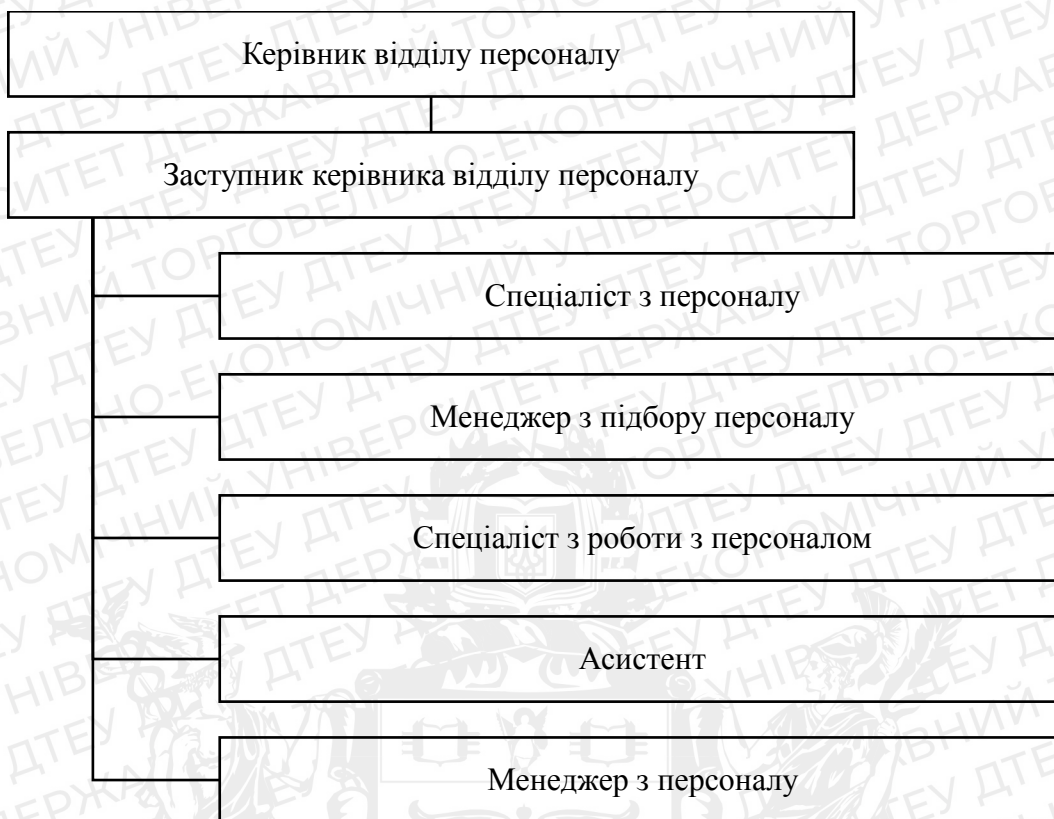 Керівник відділу персоналу
Заступник керівника відділу персоналу
Спеціаліст з персоналу
Менеджер з підбору персоналу
Спеціаліст з роботи з персоналом
Асистент
Менеджер з персоналу